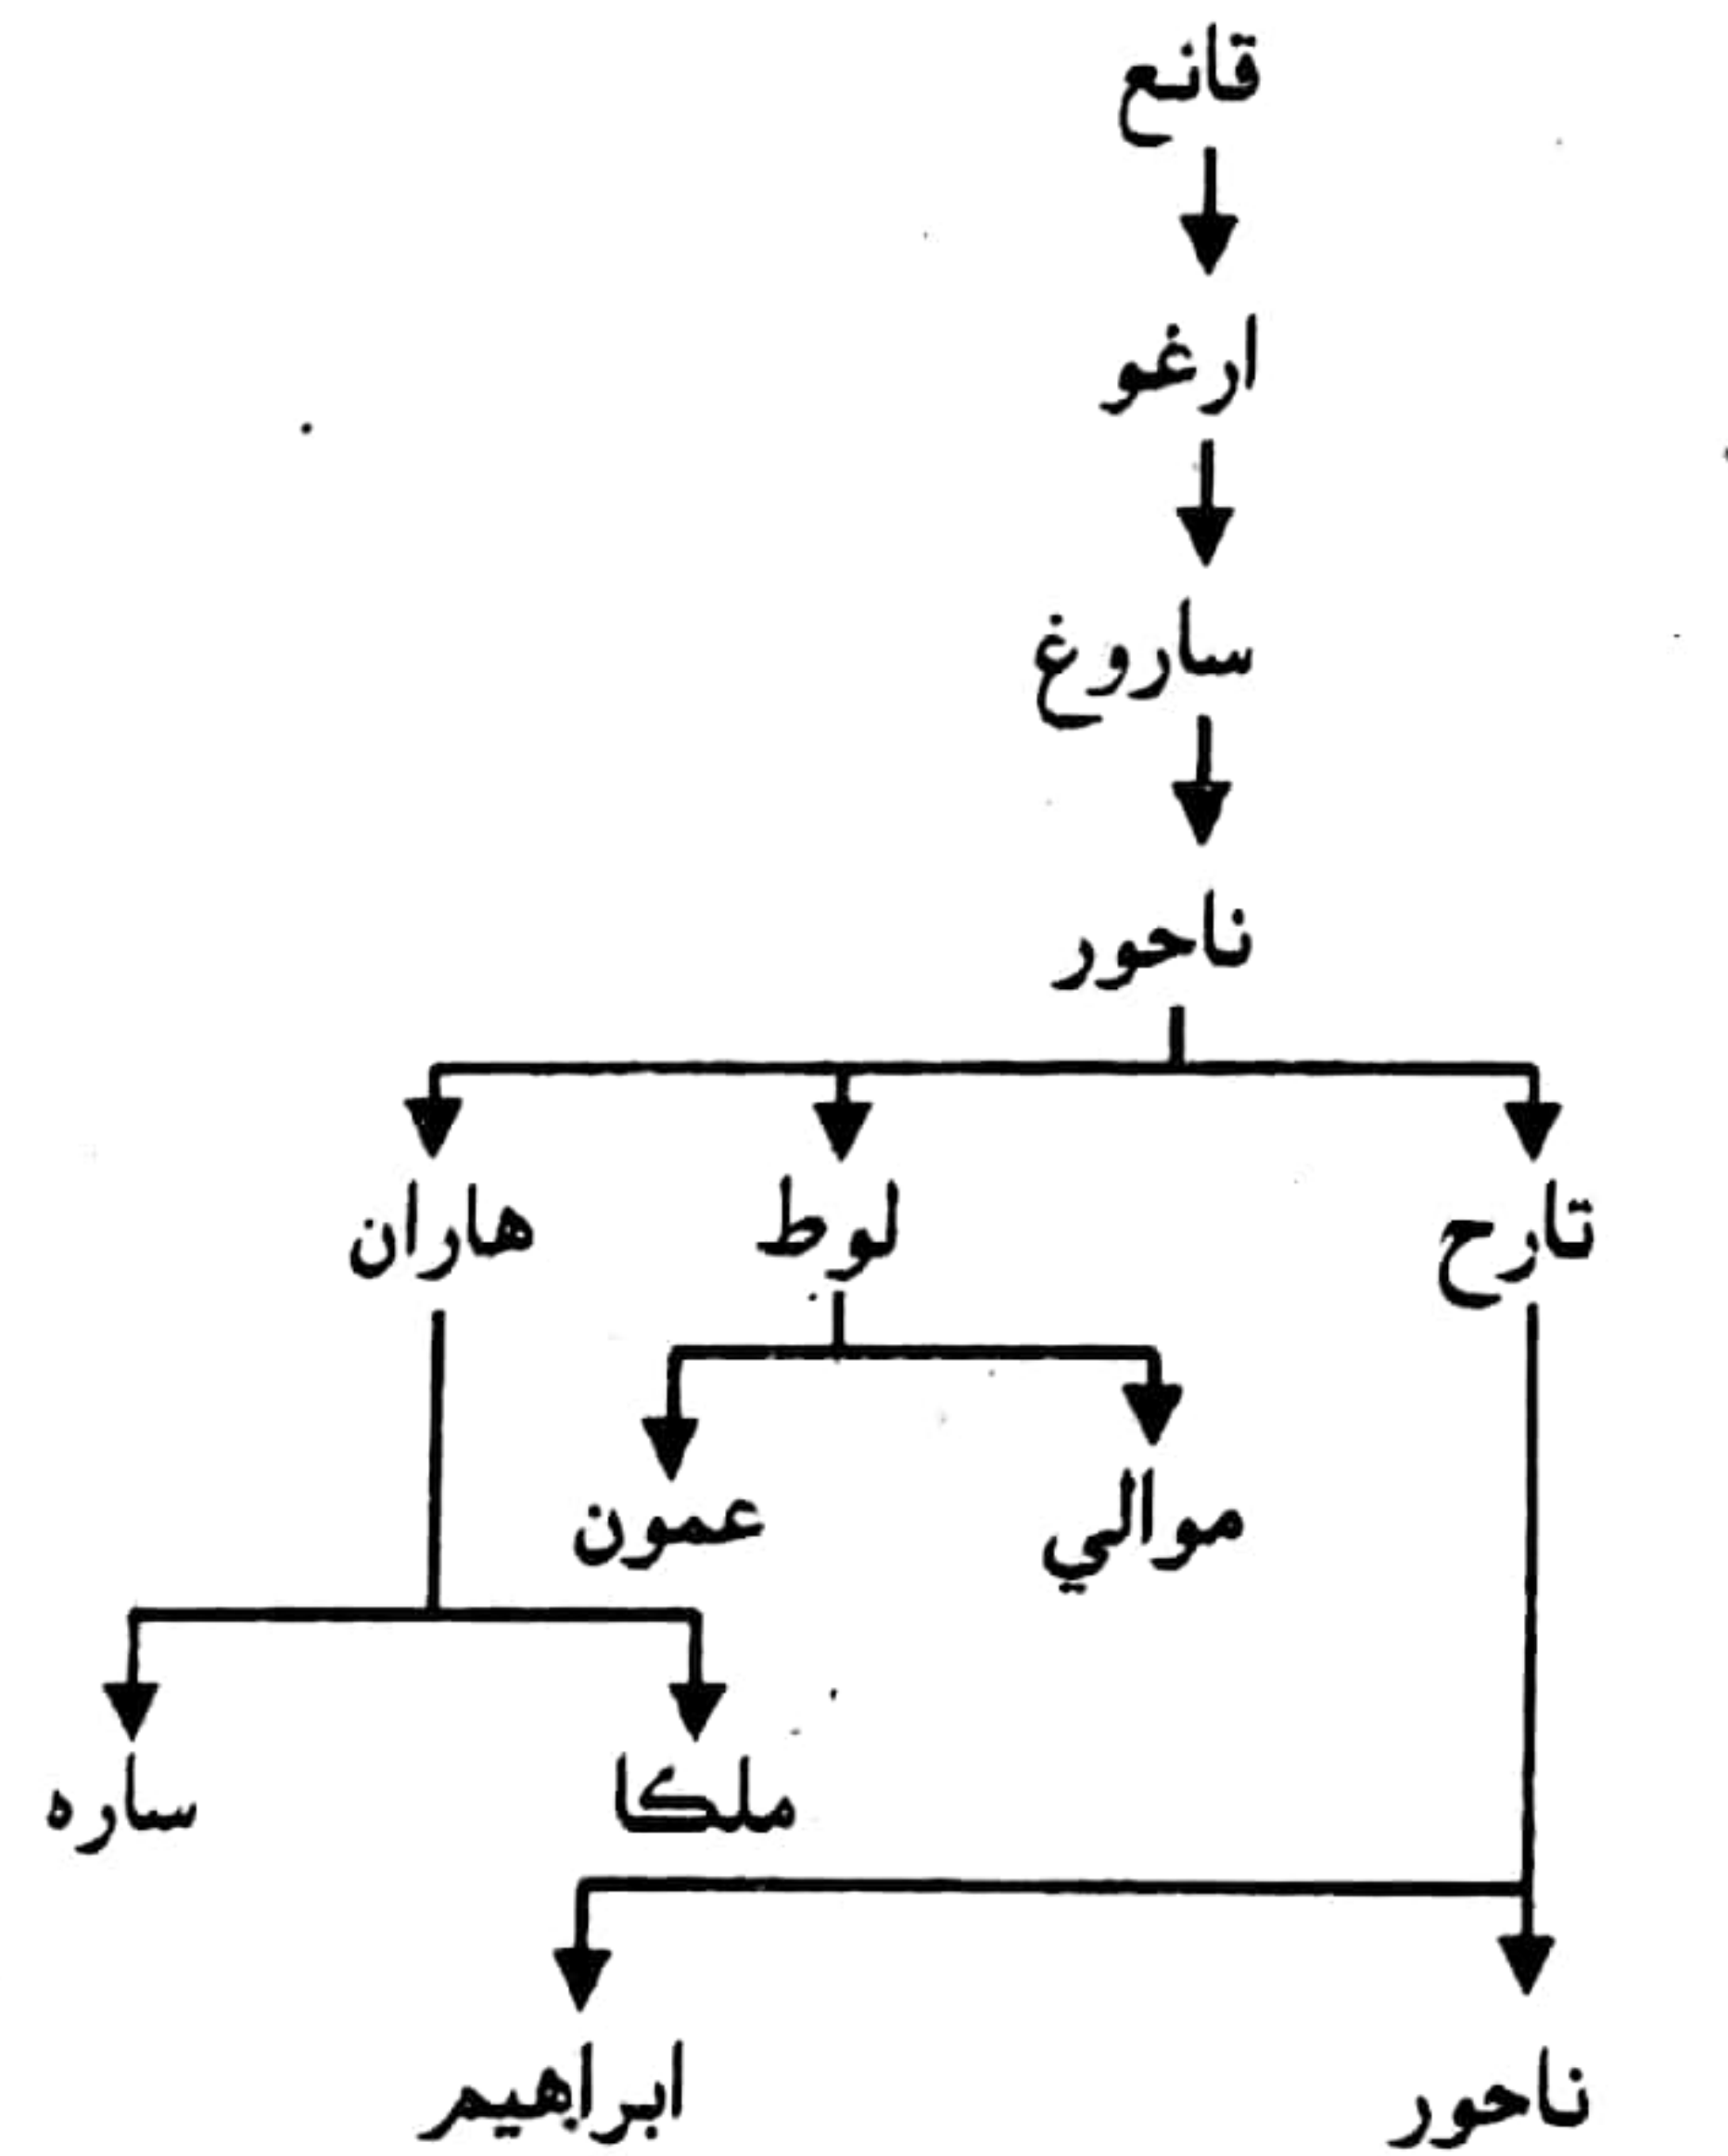 قانع
ارغو
ساروغ
ناحور
تارح
لوط
هاران
موالي
عمون
ملكا
ساره
ناحور
ابراهيم